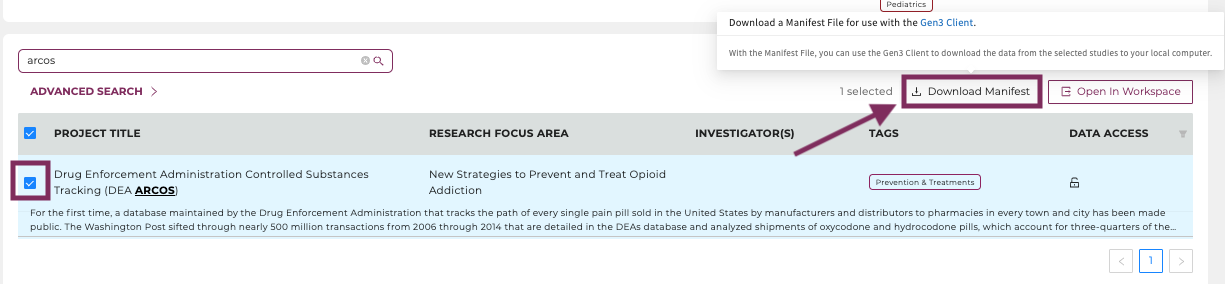 Pediatrics
Download a Manifest File for use with the Gen3 Client.
With the Manifest File, you can use the Gen3 Client to download the data from the selected studies to your local computer.
arcos
ADVANCED SEARCH
1 selected
Download Manifest
Open In Workspace
PROJECT TITLE
RESEARCH FOCUS AREA
INVESTIGATOR(S)
TAGS
DATA ACCESS
Drug Enforcement Administration Controlled Substances
Tracking (DEA ARCOS)
New Strategies to Prevent and Treat Opioid
Addiction
Prevention & Treatments
For the first time, a database maintained by the Drug Enforcement Administration that tracks the path of every single pain pill sold in the United States by manufacturers and distributors to pharmacies in every town and city has been made
public. The Washington Post sifted through nearly 500 million transactions from 2006 through 2014 that are detailed in the DEAs database and analyzed shipments of oxycodone and hydrocodone pills, which account for three-quarters of the...
1